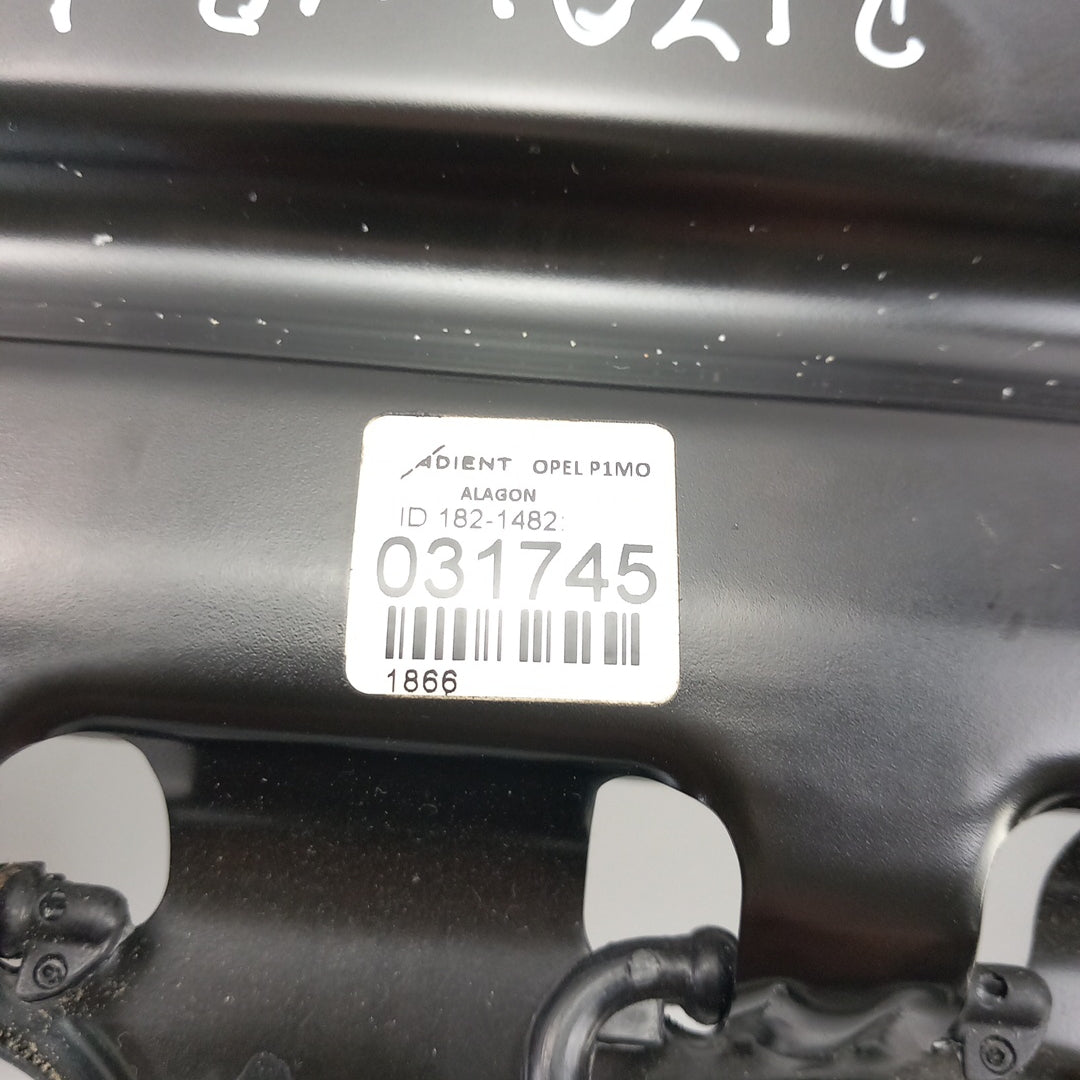 ADIENT OPEL P1MO
ALAGON
ID 182-1482:
031745
1866